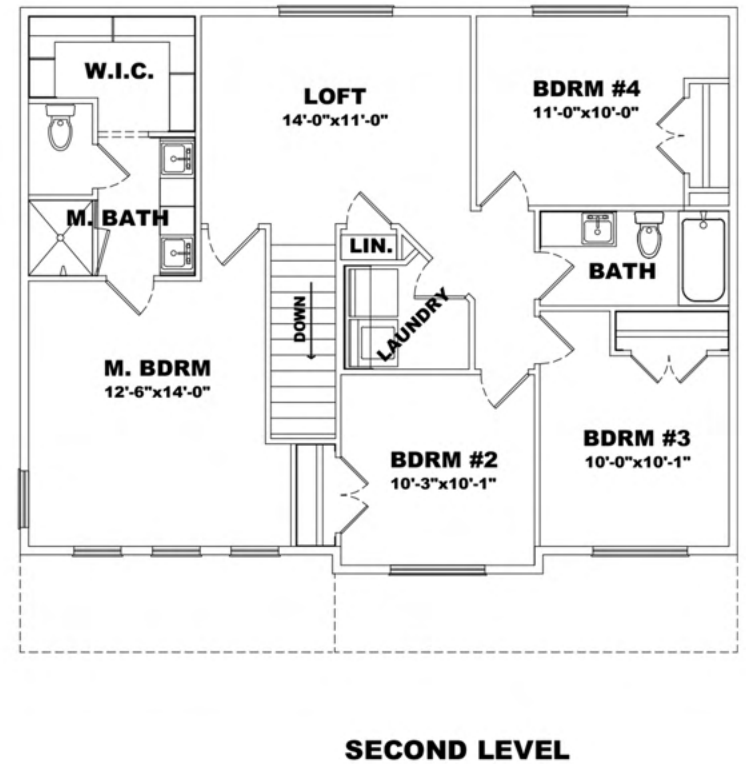 W.I.C.
LOFT
14'-0"x11'-0"
BDRM #4
11'-0"x10'-0"
M. BATH
LIN.
BATH
DOWN
LAUNDRY
M. BDRM
12'-6"x14'-0"
BDRM #2
10'-3"x10'-1"
BDRM #3
10'-0"x10'-1"
SECOND LEVEL